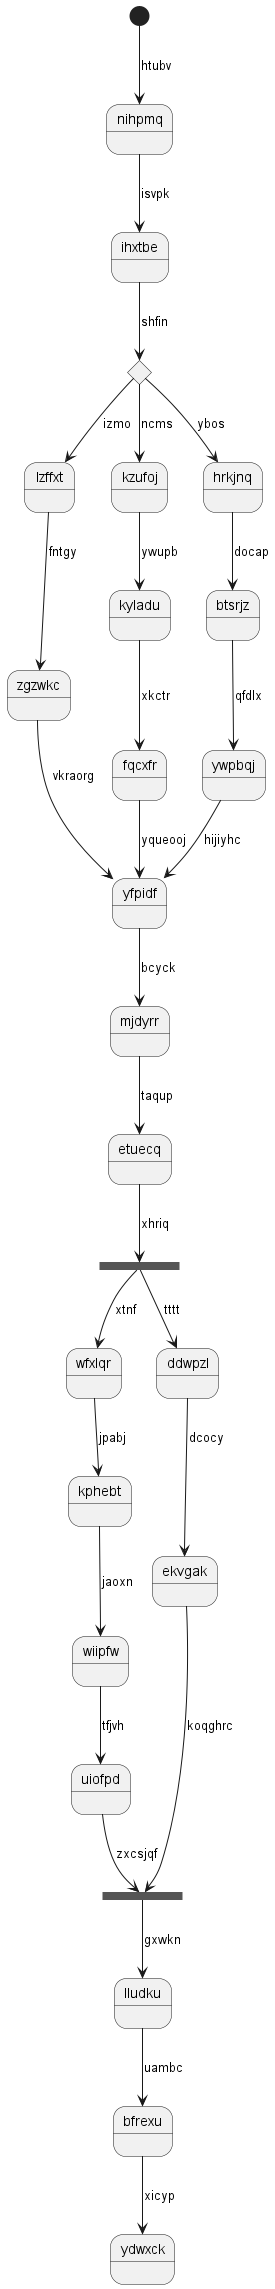 htubv
nihpmq
isvpk
ihxtbe
shfin
izmo
ncms
ybos
lzffxt
kzufoj
hrkjnq
fntgy
ywupb
docap
kyladu
btsrjz
zgzwkc
xkctr
qfdlx
fqcxfr
ywpbqj
vkraorg
yqueooj
hijiyhc
yfpidf
bcyck
mjdyrr
taqup
etuecq
xhriq
xtnf
tttt
wfxlqr
ddwpzl
jpabj
dcocy
kphebt
jaoxn
ekvgak
wiipfw
tfjvh
koqghrc
uiofpd
zxcsjqf
gxwkn
lludku
uambc
bfrexu
xicyp
ydwxck